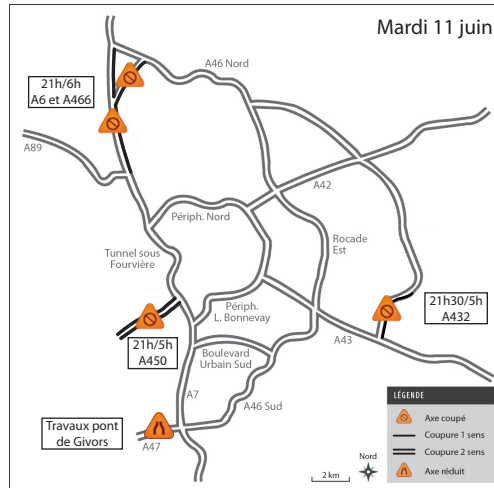 Mardi 11 juin
A46 Nord
21h/6h
A6 et A466
A89
A42
Périph. Nord
Rocade
Est
Tunnel sous
Fourvière
Périph.
L. Bonnevay
21h30/5h
A432
21h/5h
A450
A43
Boulevard
Urbain Sud
A7
A46 Sud
Travaux pont
de Givors
A47
LÉGENDE
Axe coupé
Coupure 1 sens
Coupure 2 sens
Axe réduit
Nord
2 km